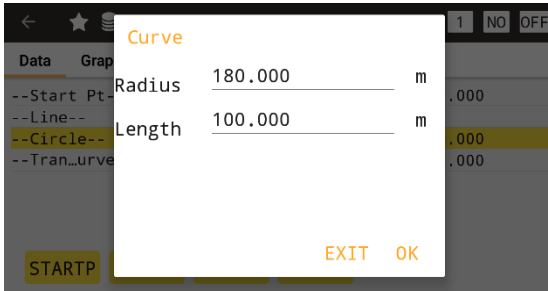 1 NO OFF
Curve
Data Grap
Radius 180.000 m
--Start Pt- .000
--Line--
Length 100.000 m
--Circle-- .000
--Tran…urve .000
EXIT OK
STARTP